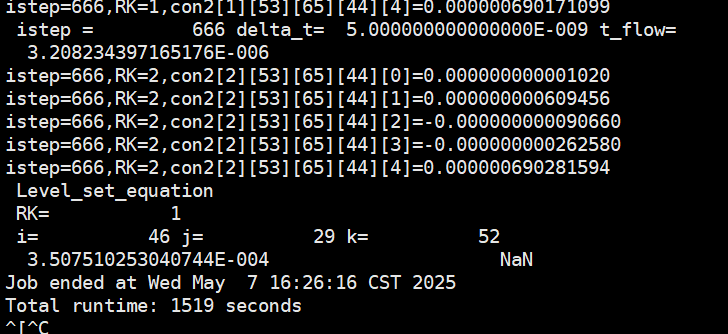 istep=666,RK=1,con2[1][53][65][44][4]=0.000000690171099
istep = 666 delta_t= 5.000000000000000E-009 t_flow=
3.208234397165176E-006
istep=666,RK=2,con2[2][53][65][44][0]=0.000000000001020
istep=666,RK=2,con2[2][53][65][44][1]=0.000000000609456
istep=666,RK=2,con2[2][53][65][44][2]=-0.000000000090660
istep=666,RK=2,con2[2][53][65][44][3]=-0.000000000262580
istep=666,RK=2,con2[2][53][65][44][4]=0.000000690281594
Level_set_equation
RK= 1
i= 46 j= 29 k= 52
3.507510253040744E-004 NaN
Job ended at Wed May  7 16:26:16 CST 2025
Total runtime: 1519 seconds
^[^C